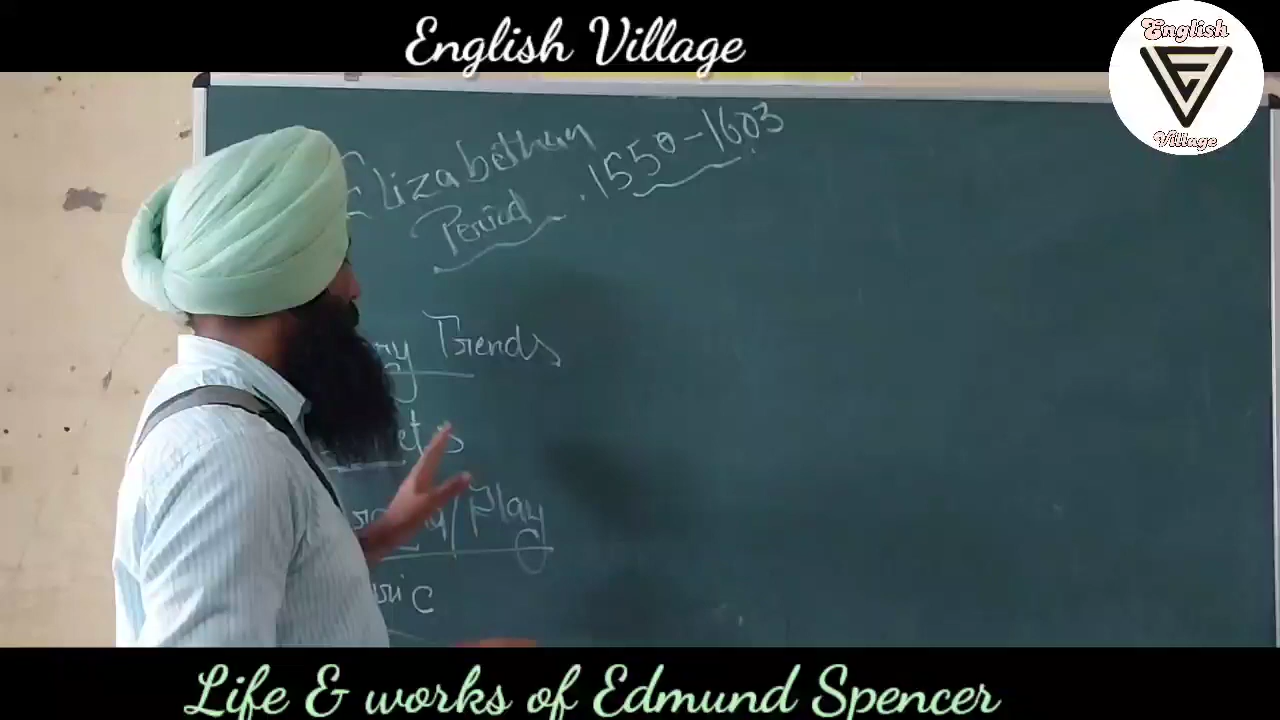 English Village
English
Village
Elizabethan
Period . 1550-1603
Trends
/Play
Life & works of Edmund Spencer